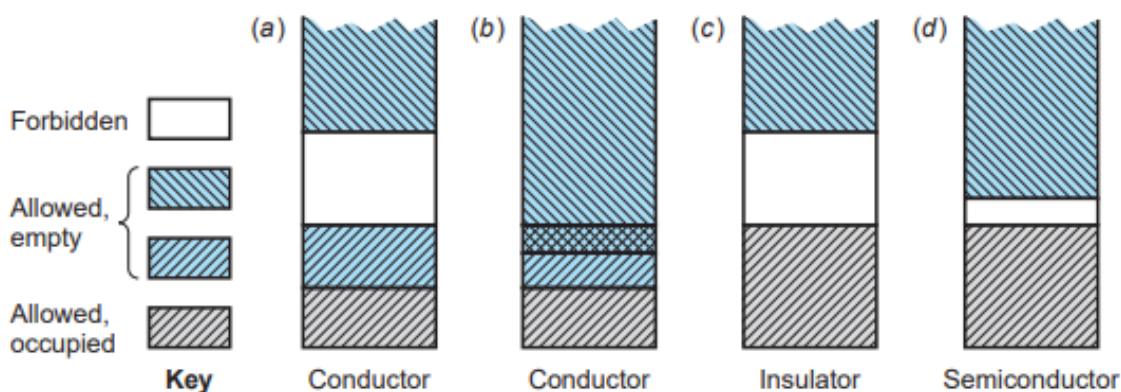 (a)
(b)
(c)
(d)
Forbidden
Allowed,
empty
Allowed,
occupied
Key
Conductor
Conductor
Insulator
Semiconductor